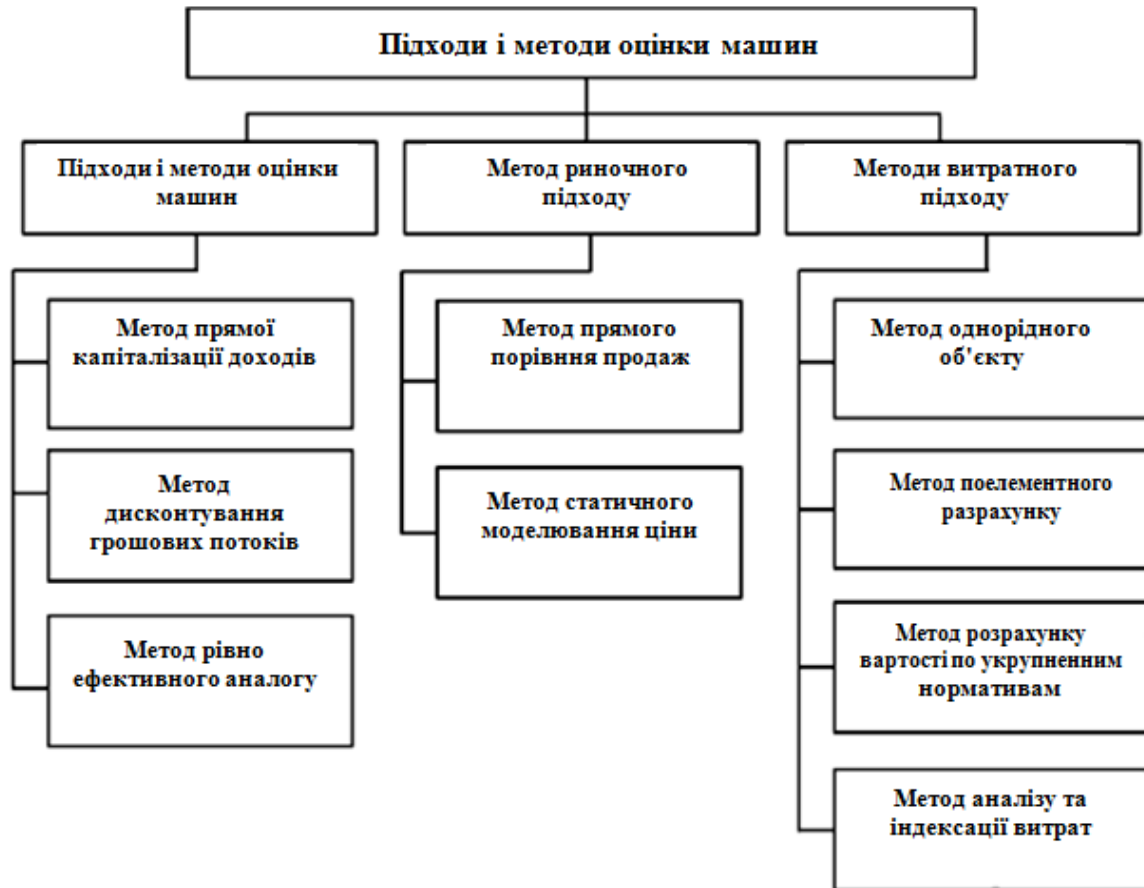 Підходи і методи оцінки машин
Підходи і методи оцінки
машин
Метод риночного
підходу
Методи витратного
підходу
Метод прямої
капіталізації доходів
Метод
дисконтування
грошових потоків
Метод рівно
ефективного аналогу
Метод прямого
порівння продаж
Метод статичного
моделювання ціни
Метод однорідного
об'єкту
Метод поелементного
разрахунку
Метод розрахунку
вартості по укрупненним
нормативам
Метод аналізу та
індексації витрат